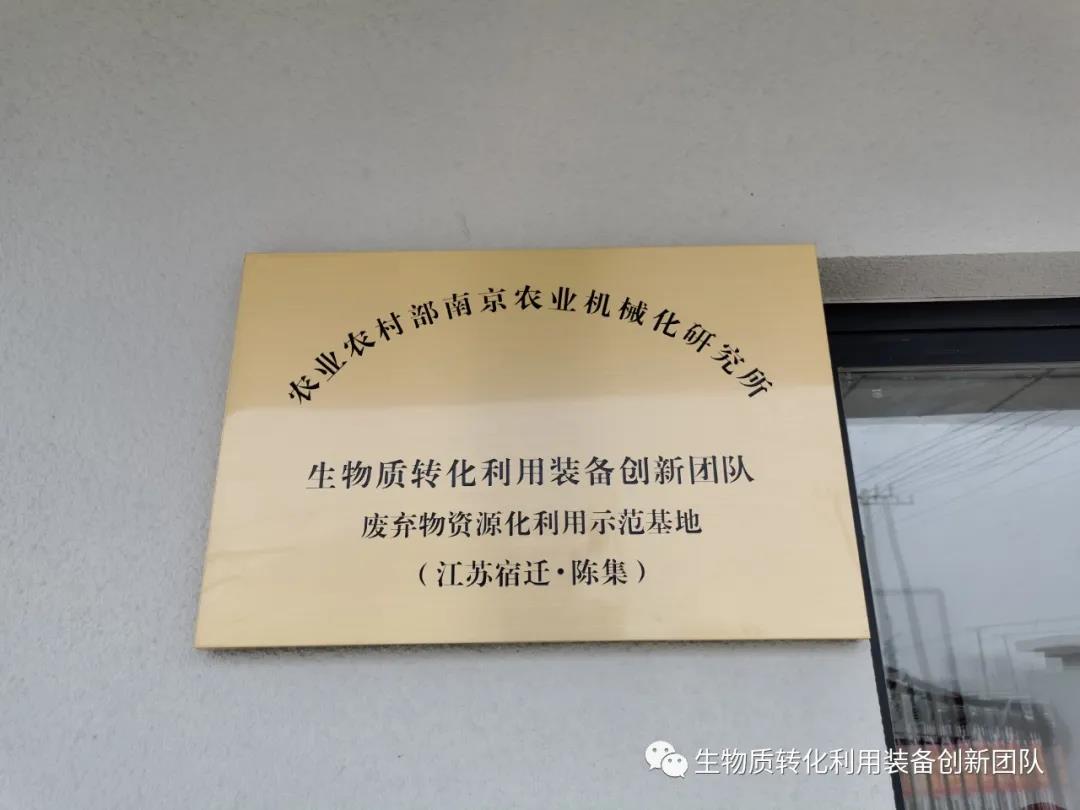 农业农村部南京农业机械化研究所
生物质转化利用装备创新团队
废弃物资源化利用示范基地
（江苏宿迁·陈集）
生物质转化利用装备创新团队